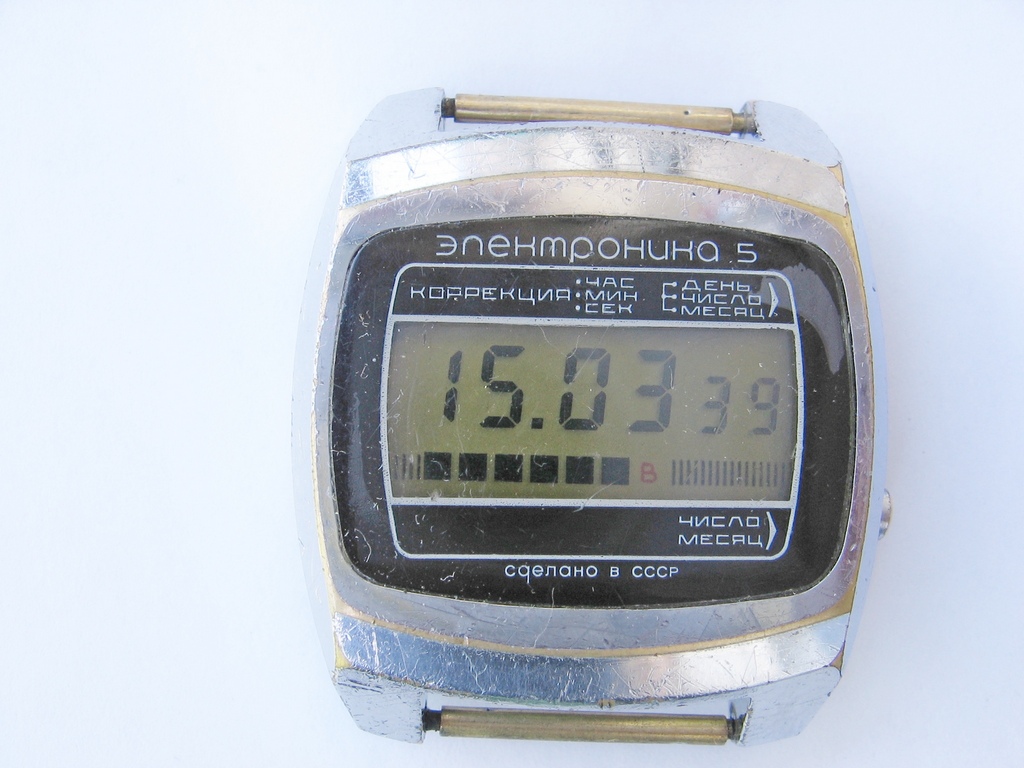 электроника 5
КОРРЕКЦИЯ ЧАС МИН СЕК ДЕНЬ ЧИСЛО МЕСЯЦ
15.03 39
В
ЧИСЛО
МЕСЯЦ
сделано в СССР